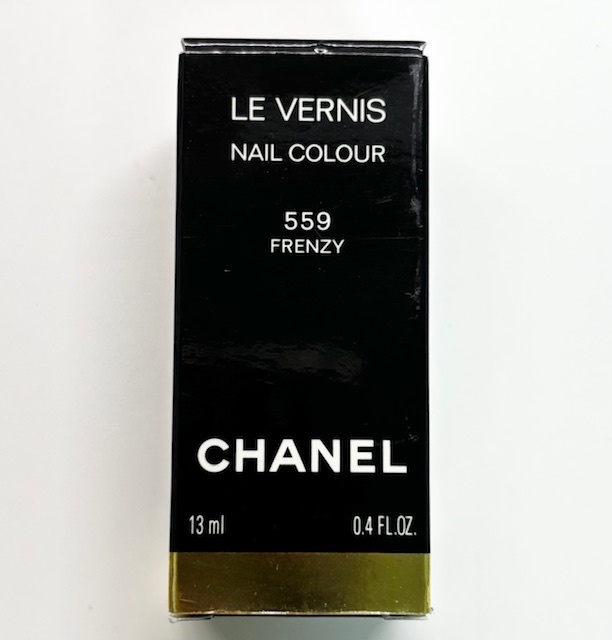 LE VERNIS
NAIL COLOUR
559
FRENZY
CHANEL
13 ml 0.4 FL.OZ.